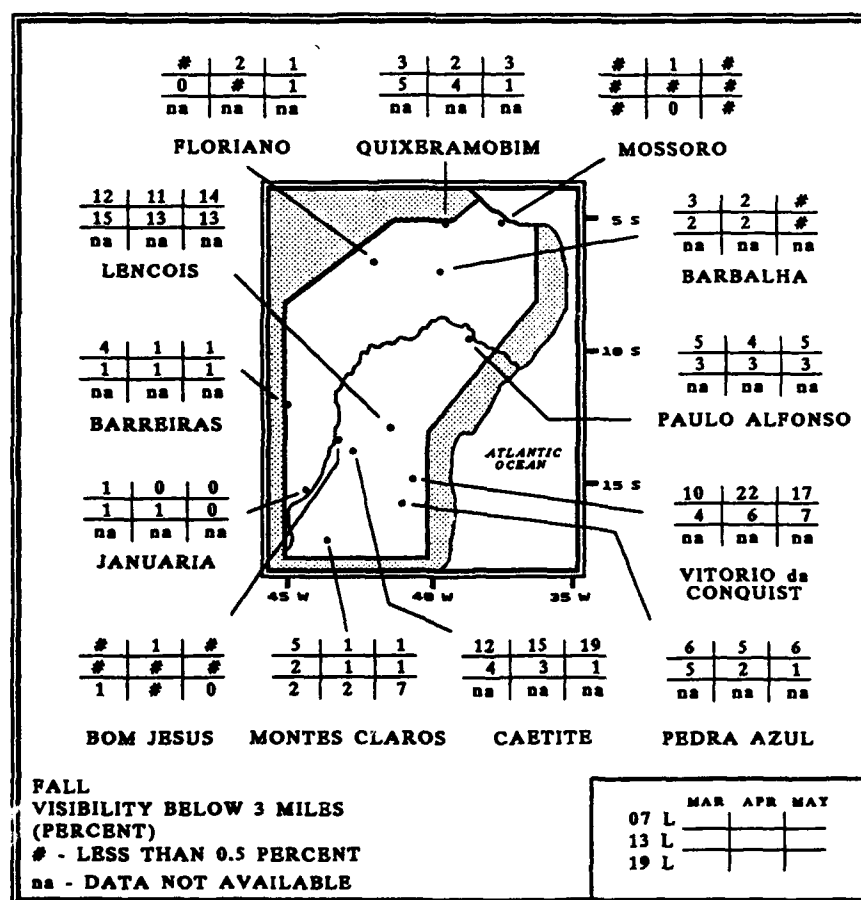 # 2 1
0 # 1
na na na
FLORIANO
3 2 3
5 4 1
na na na
QUIXERAMOBIM
# 1 #
# # #
# 0 #
MOSSORO
12 11 14
15 13 13
na na na
LENCOIS
5 S
3 2 #
2 2 #
na na na
BARBALHA
4 1 1
1 1 1
na na na
BARREIRAS
10 S
5 4 5
3 3 3
na na na
PAULO ALFONSO
ATLANTIC
OCEAN
1 0 0
1 1 0
na na na
JANUARIA
15 S
10 22 17
4 6 7
na na na
VITORIO da
CONQUIST
45 W 40 W 35 W
# 1 #
# # #
1 # 0
BOM JESUS
5 1 1
2 1 1
2 2 7
MONTES CLAROS
12 15 19
4 3 1
na na na
CAETITE
6 5 6
5 2 1
na na na
PEDRA AZUL
FALL
VISIBILITY BELOW 3 MILES
(PERCENT)
# - LESS THAN 0.5 PERCENT
na - DATA NOT AVAILABLE
MAR APR MAY
07 L
13 L
19 L